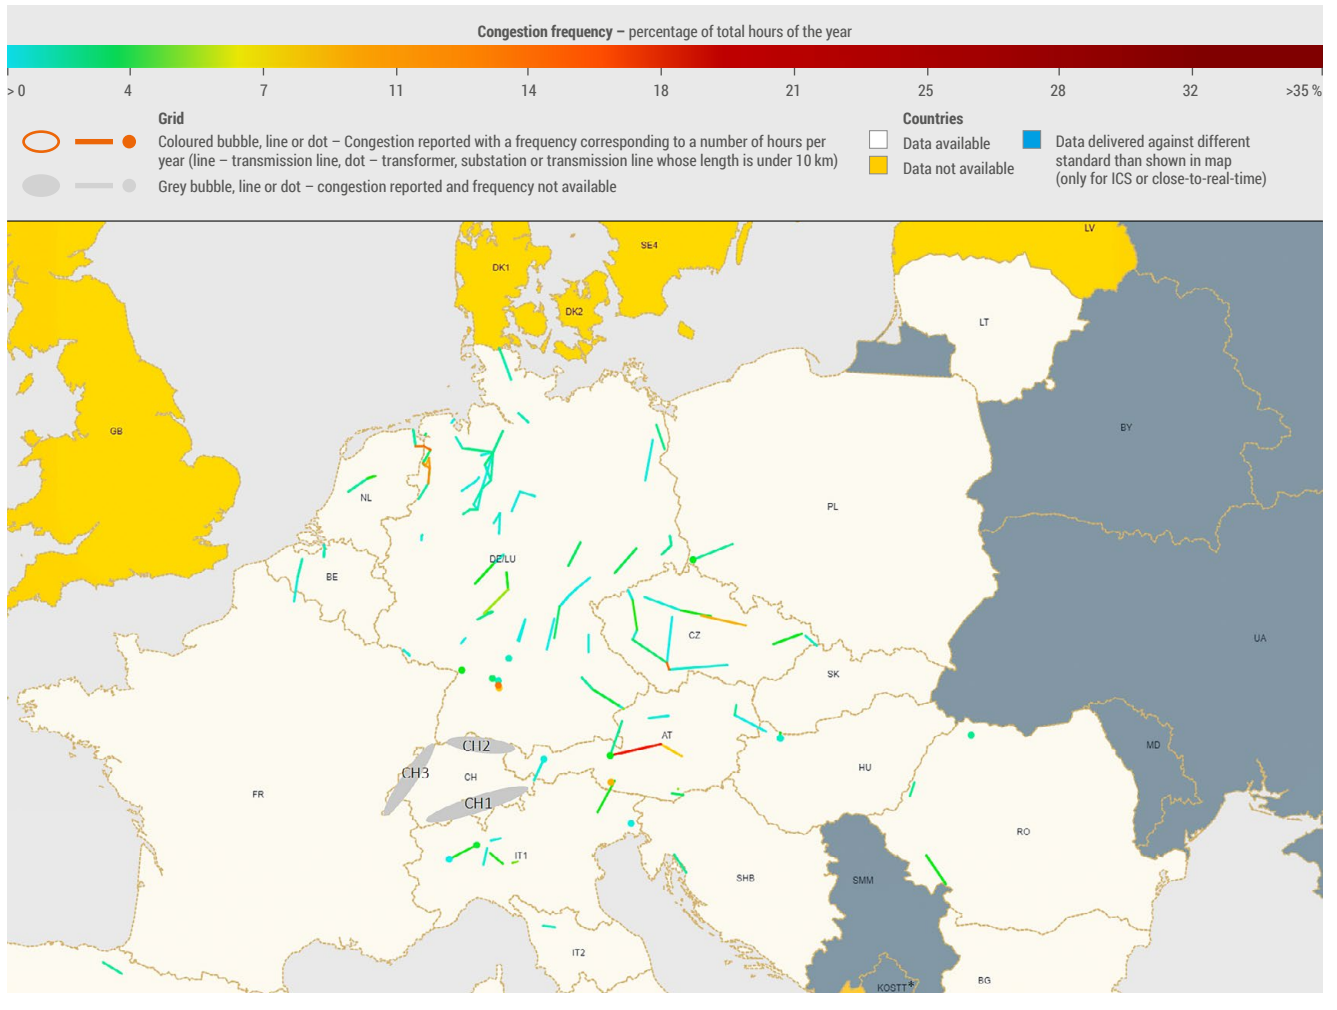 Congestion frequency – percentage of total hours of the year
> 0 4 7 11 14 18 21 25 28 32 >35 %
Grid
Coloured bubble, line or dot – Congestion reported with a frequency corresponding to a number of hours per
year (line – transmission line, dot – transformer, substation or transmission line whose length is under 10 km)
Grey bubble, line or dot – congestion reported and frequency not available
Countries
Data available
Data not available
Data delivered against different
standard than shown in map
(only for ICS or close-to-real-time)
LV
SE4
DK1
DK2
LT
GB
BY
NL
PL
DE/LU
BE
CZ
UA
SK
AT
CH2
MD
CH3
CH
HU
FR
CH1
RO
IT1
SHB
SMM
IT2
BG
KOSTT*